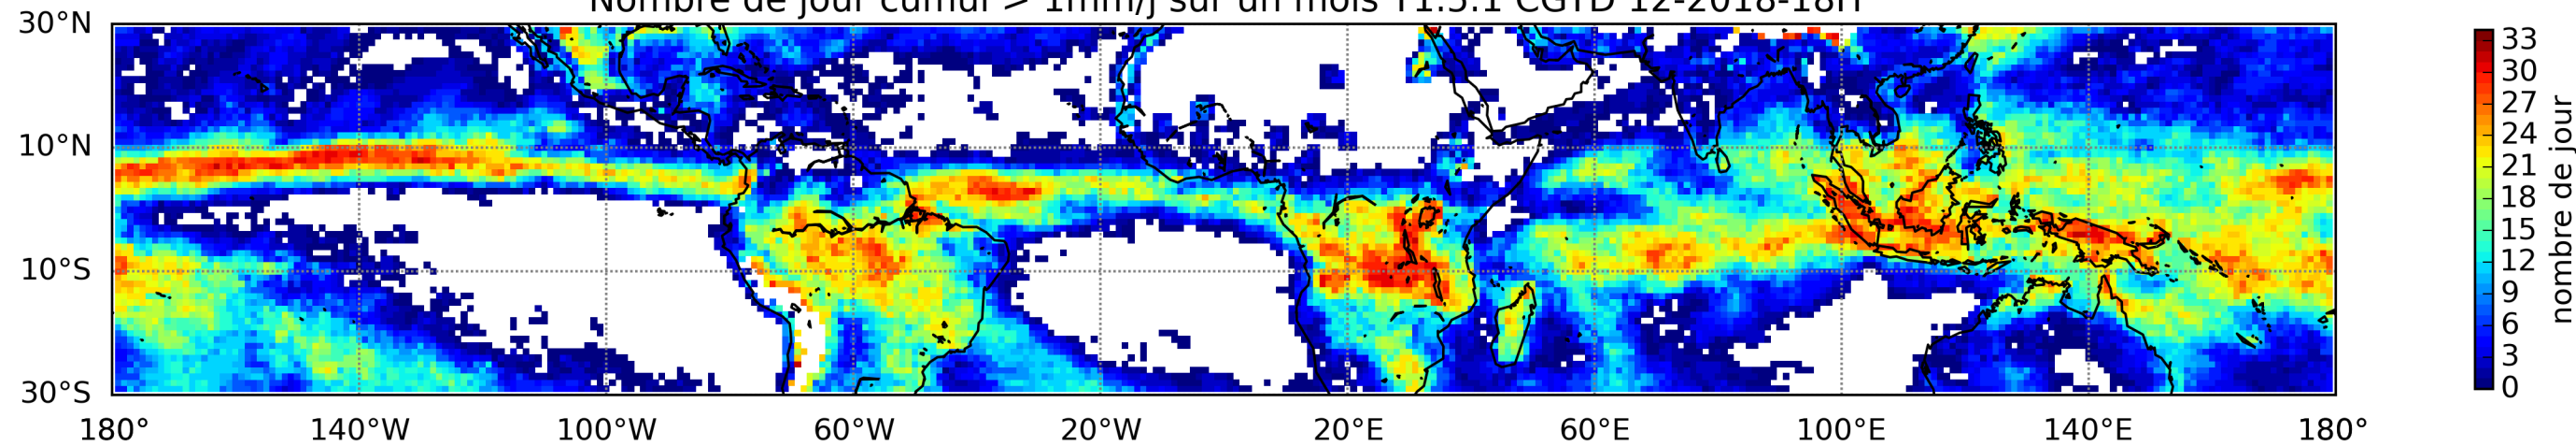 Nombre de jour cumul > 1mm/j sur un mois T1.5.1 CGTD 12-2018-18H
30°N
10°N
10°S
30°S
180° 140°W 100°W 60°W 20°W 20°E 60°E 100°E 140°E 180°
33
30
27
24
21
18
15
12
9
6
3
0
nombre de jour